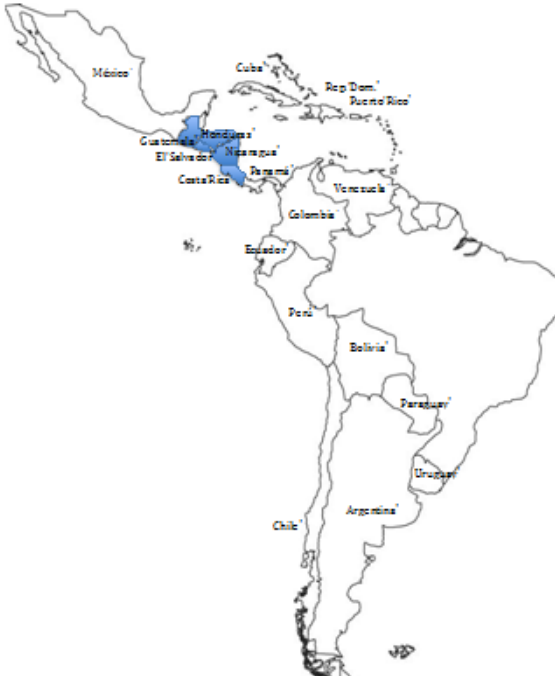 México
Cuba
Rep. Dom.
Puerto Rico
Guatemala
Honduras
El Salvador
Nicaragua
Costa Rica
Panamá
Venezuela
Colombia
Ecuador
Perú
Bolivia
Paraguay
Uruguay
Argentina
Chile